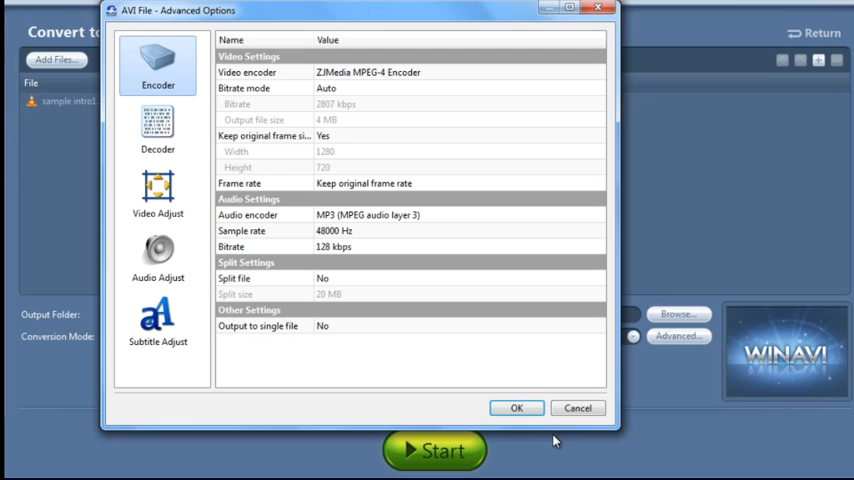 AVI File - Advanced Options
Convert to
Return
Add Files...
File
sample intro1.
Encoder
Decoder
Video Adjust
Audio Adjust
Subtitle Adjust
Name Value
Video Settings
Video encoder ZJMedia MPEG-4 Encoder
Bitrate mode Auto
Bitrate 2807 kbps
Output file size 4 MB
Keep original frame si... Yes
Width 1280
Height 720
Frame rate Keep original frame rate
Audio Settings
Audio encoder MP3 (MPEG audio layer 3)
Sample rate 48000 Hz
Bitrate 128 kbps
Split Settings
Split file No
Split size 20 MB
Other Settings
Output to single file No
OK Cancel
Output Folder: Browse...
Conversion Mode: Advanced...
WINAVI
Start